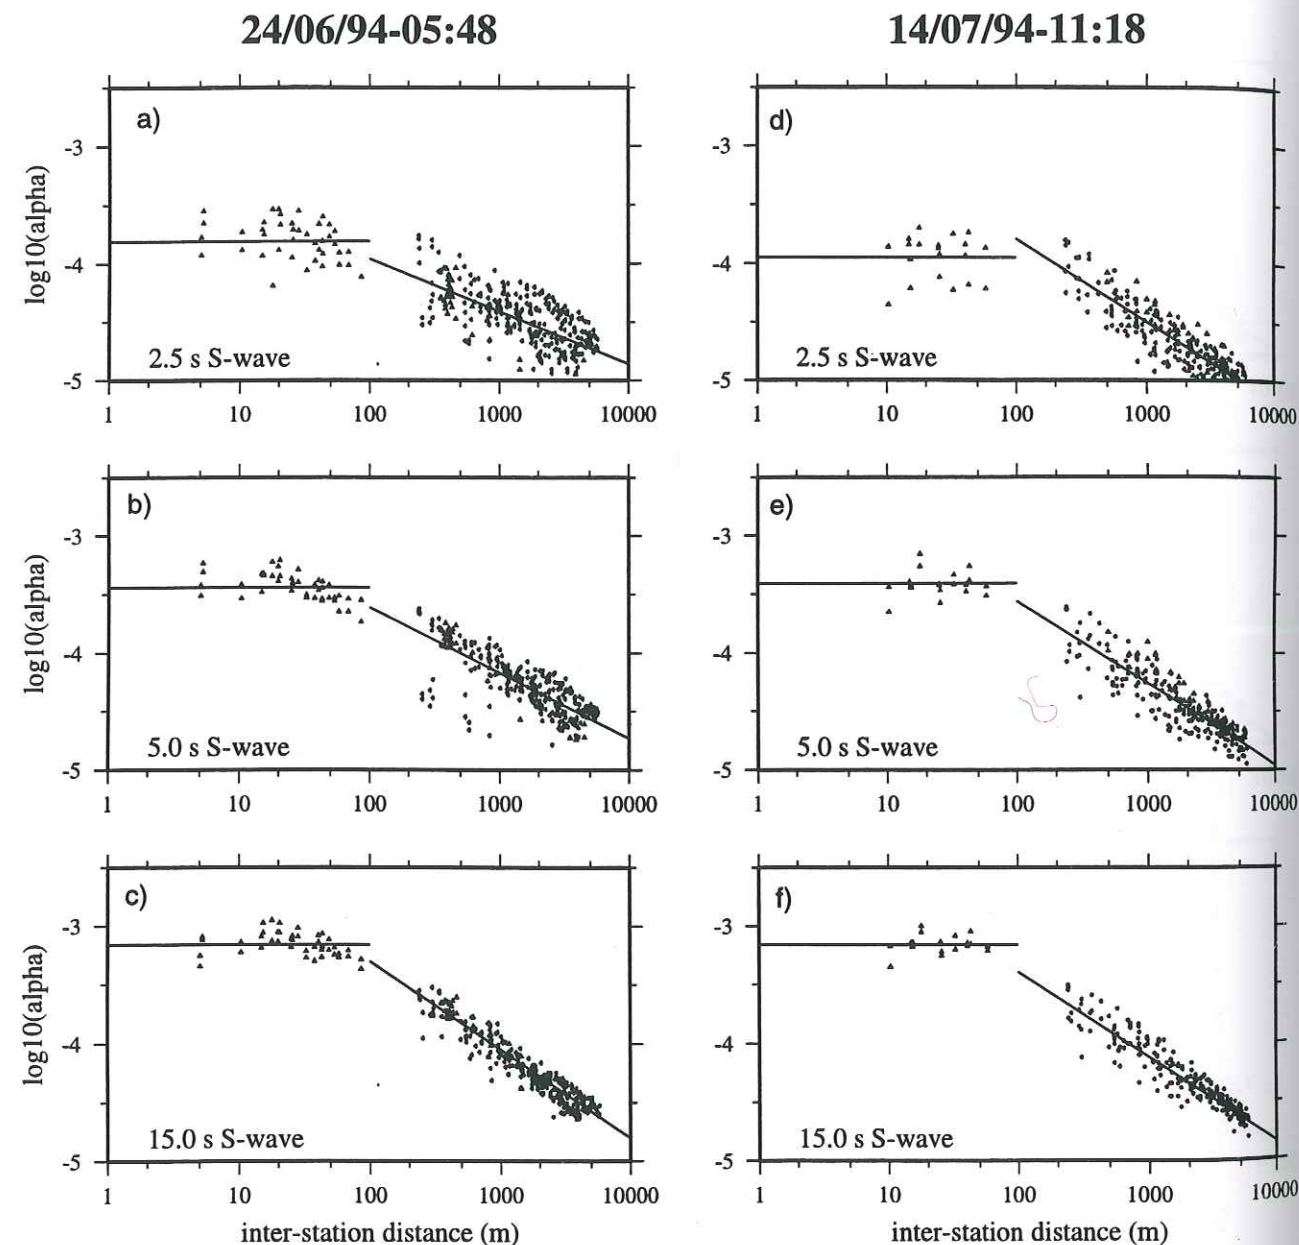 24/06/94-05:48
14/07/94-11:18
a)
log10(alpha)
-3
-4
-5
2.5 s S-wave
1 10 100 1000 10000
d)
-3
-4
-5
2.5 s S-wave
1 10 100 1000 10000
b)
log10(alpha)
-3
-4
-5
5.0 s S-wave
1 10 100 1000 10000
e)
-3
-4
-5
5.0 s S-wave
1 10 100 1000 10000
c)
log10(alpha)
-3
-4
-5
15.0 s S-wave
1 10 100 1000 10000
inter-station distance (m)
f)
-3
-4
-5
15.0 s S-wave
1 10 100 1000 10000
inter-station distance (m)